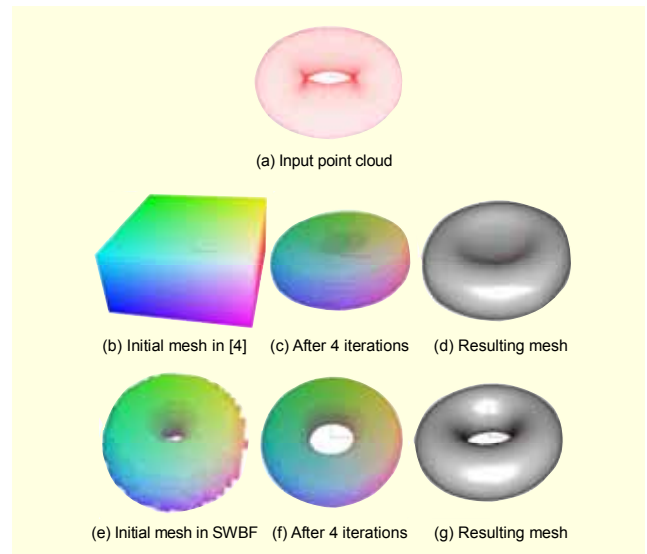 (a) Input point cloud
(b) Initial mesh in [4] (c) After 4 iterations (d) Resulting mesh
(e) Initial mesh in SWBF (f) After 4 iterations (g) Resulting mesh